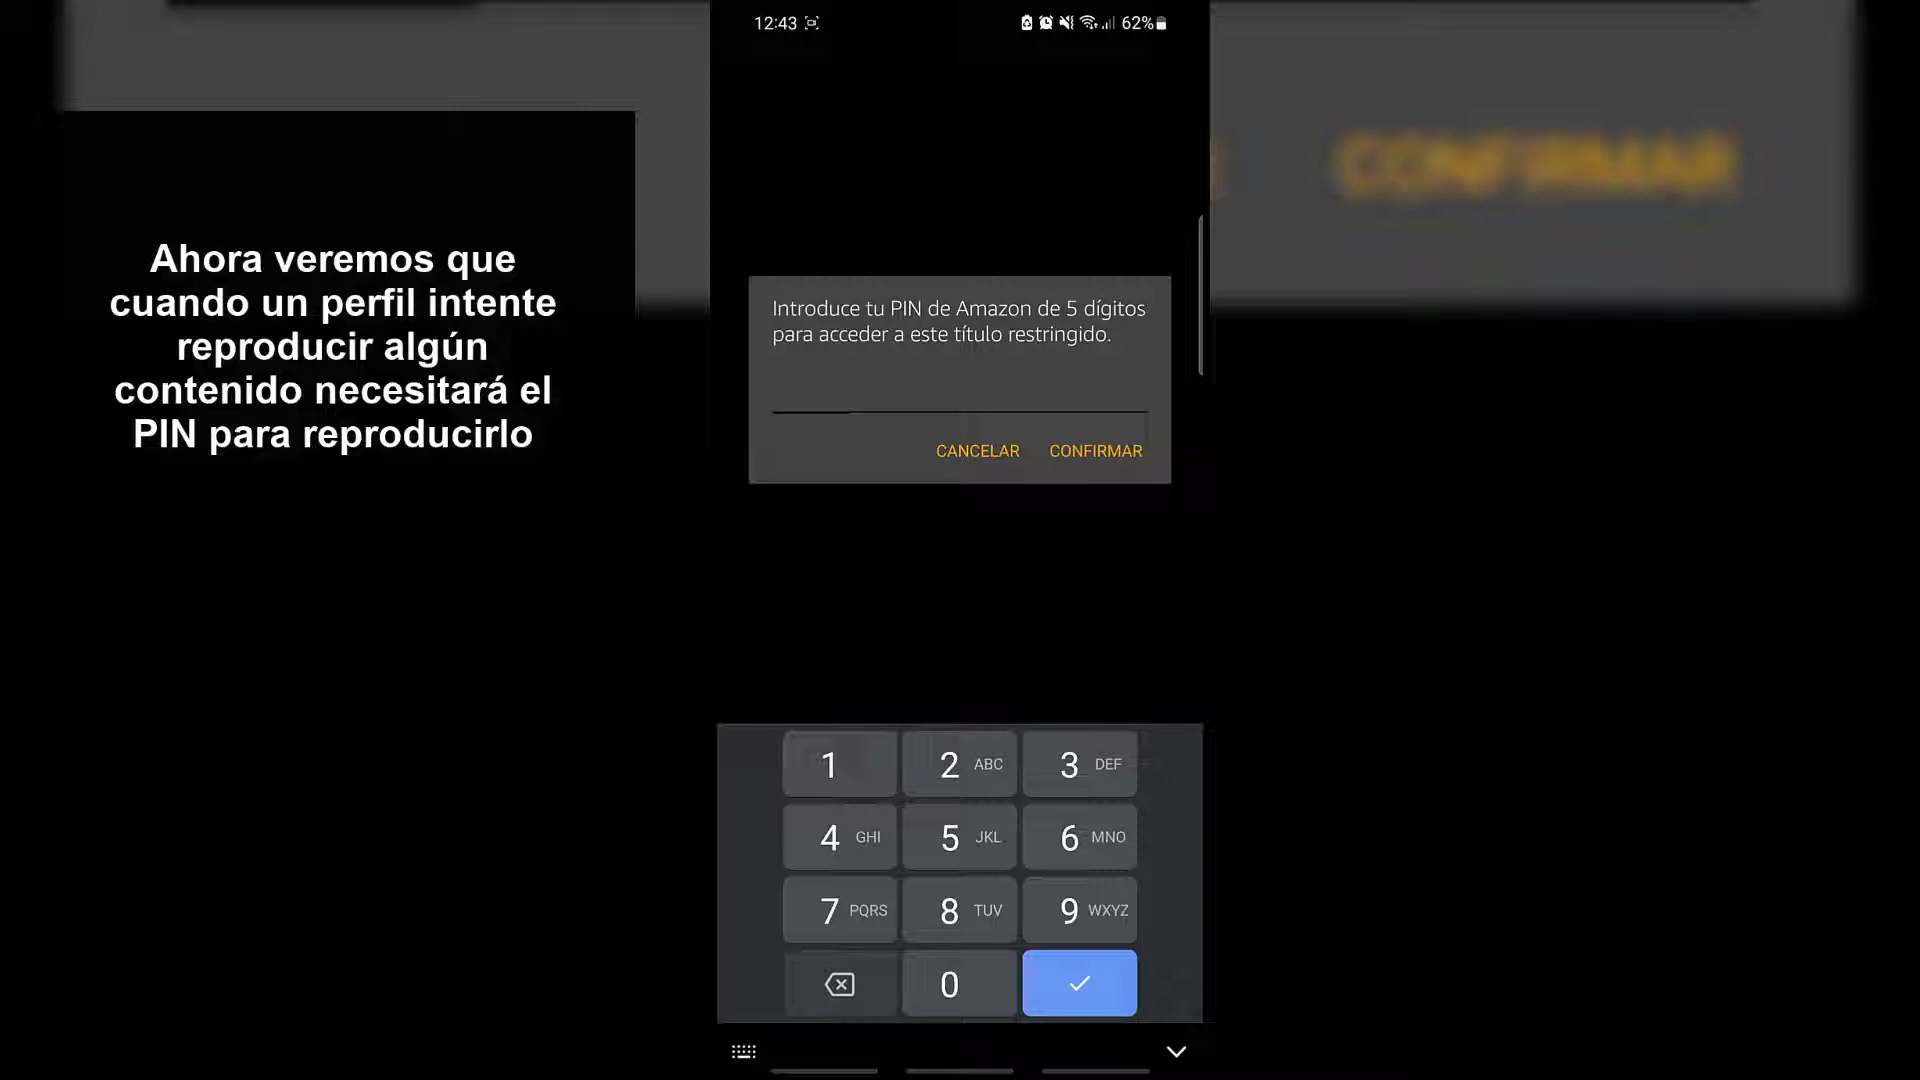 12:43
62%
CONFIRMAR
Ahora veremos que
cuando un perfil intente
reproducir algún
contenido necesitará el
PIN para reproducirlo
Introduce tu PIN de Amazon de 5 dígitos
para acceder a este título restringido.
CANCELAR CONFIRMAR
1 2 ABC 3 DEF
4 GHI 5 JKL 6 MNO
7 PQRS 8 TUV 9 WXYZ
0